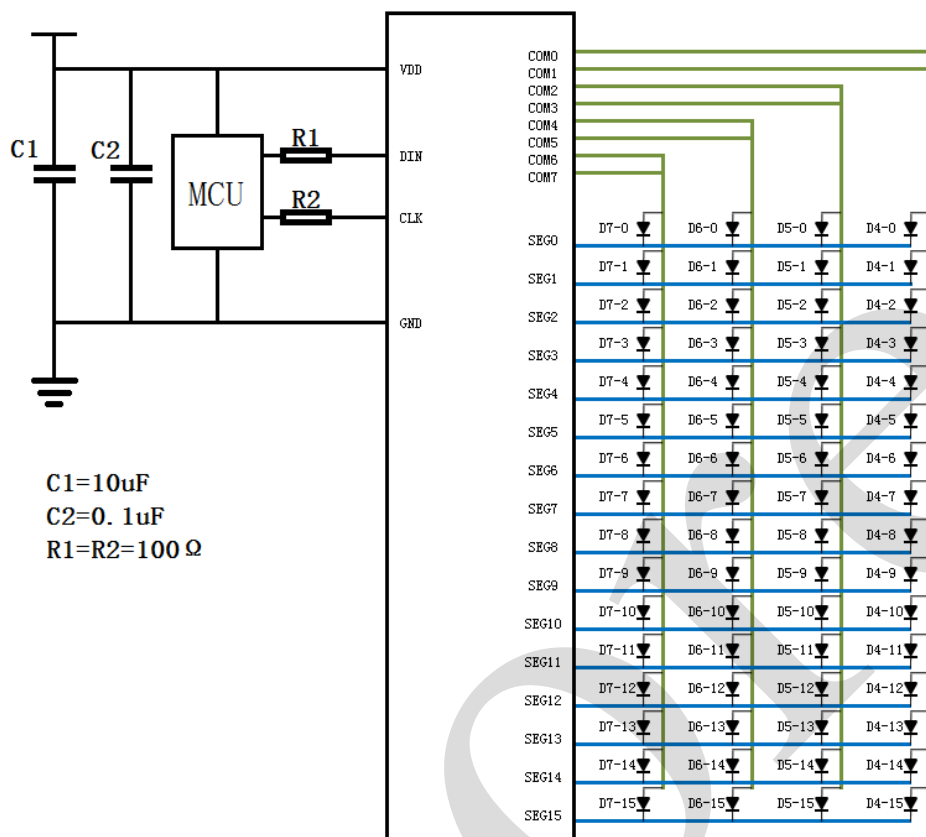 COM0
COM1
VDD
COM2
COM3
COM4
R1
COM5
C1
C2
DIN
COM6
COM7
MCU
R2
CLK
D7-0 D6-0 D5-0 D4-0
SEG0
D7-1 D6-1 D5-1 D4-1
SEG1
D7-2 D6-2 D5-2 D4-2
SEG2
GND
D7-3 D6-3 D5-3 D4-3
SEG3
D7-4 D6-4 D5-4 D4-4
SEG4
D7-5 D6-5 D5-5 D4-5
SEG5
D7-6 D6-6 D5-6 D4-6
SEG6
C1=10uF
D7-7 D6-7 D5-7 D4-7
SEG7
C2=0.1uF
D7-8 D6-8 D5-8 D4-8
SEG8
R1=R2=100Ω
D7-9 D6-9 D5-9 D4-9
SEG9
D7-10 D6-10 D5-10 D4-10
SEG10
D7-11 D6-11 D5-11 D4-11
SEG11
D7-12 D6-12 D5-12 D4-12
SEG12
D7-13 D6-13 D5-13 D4-13
SEG13
D7-14 D6-14 D5-14 D4-14
SEG14
D7-15 D6-15 D5-15 D4-15
SEG15